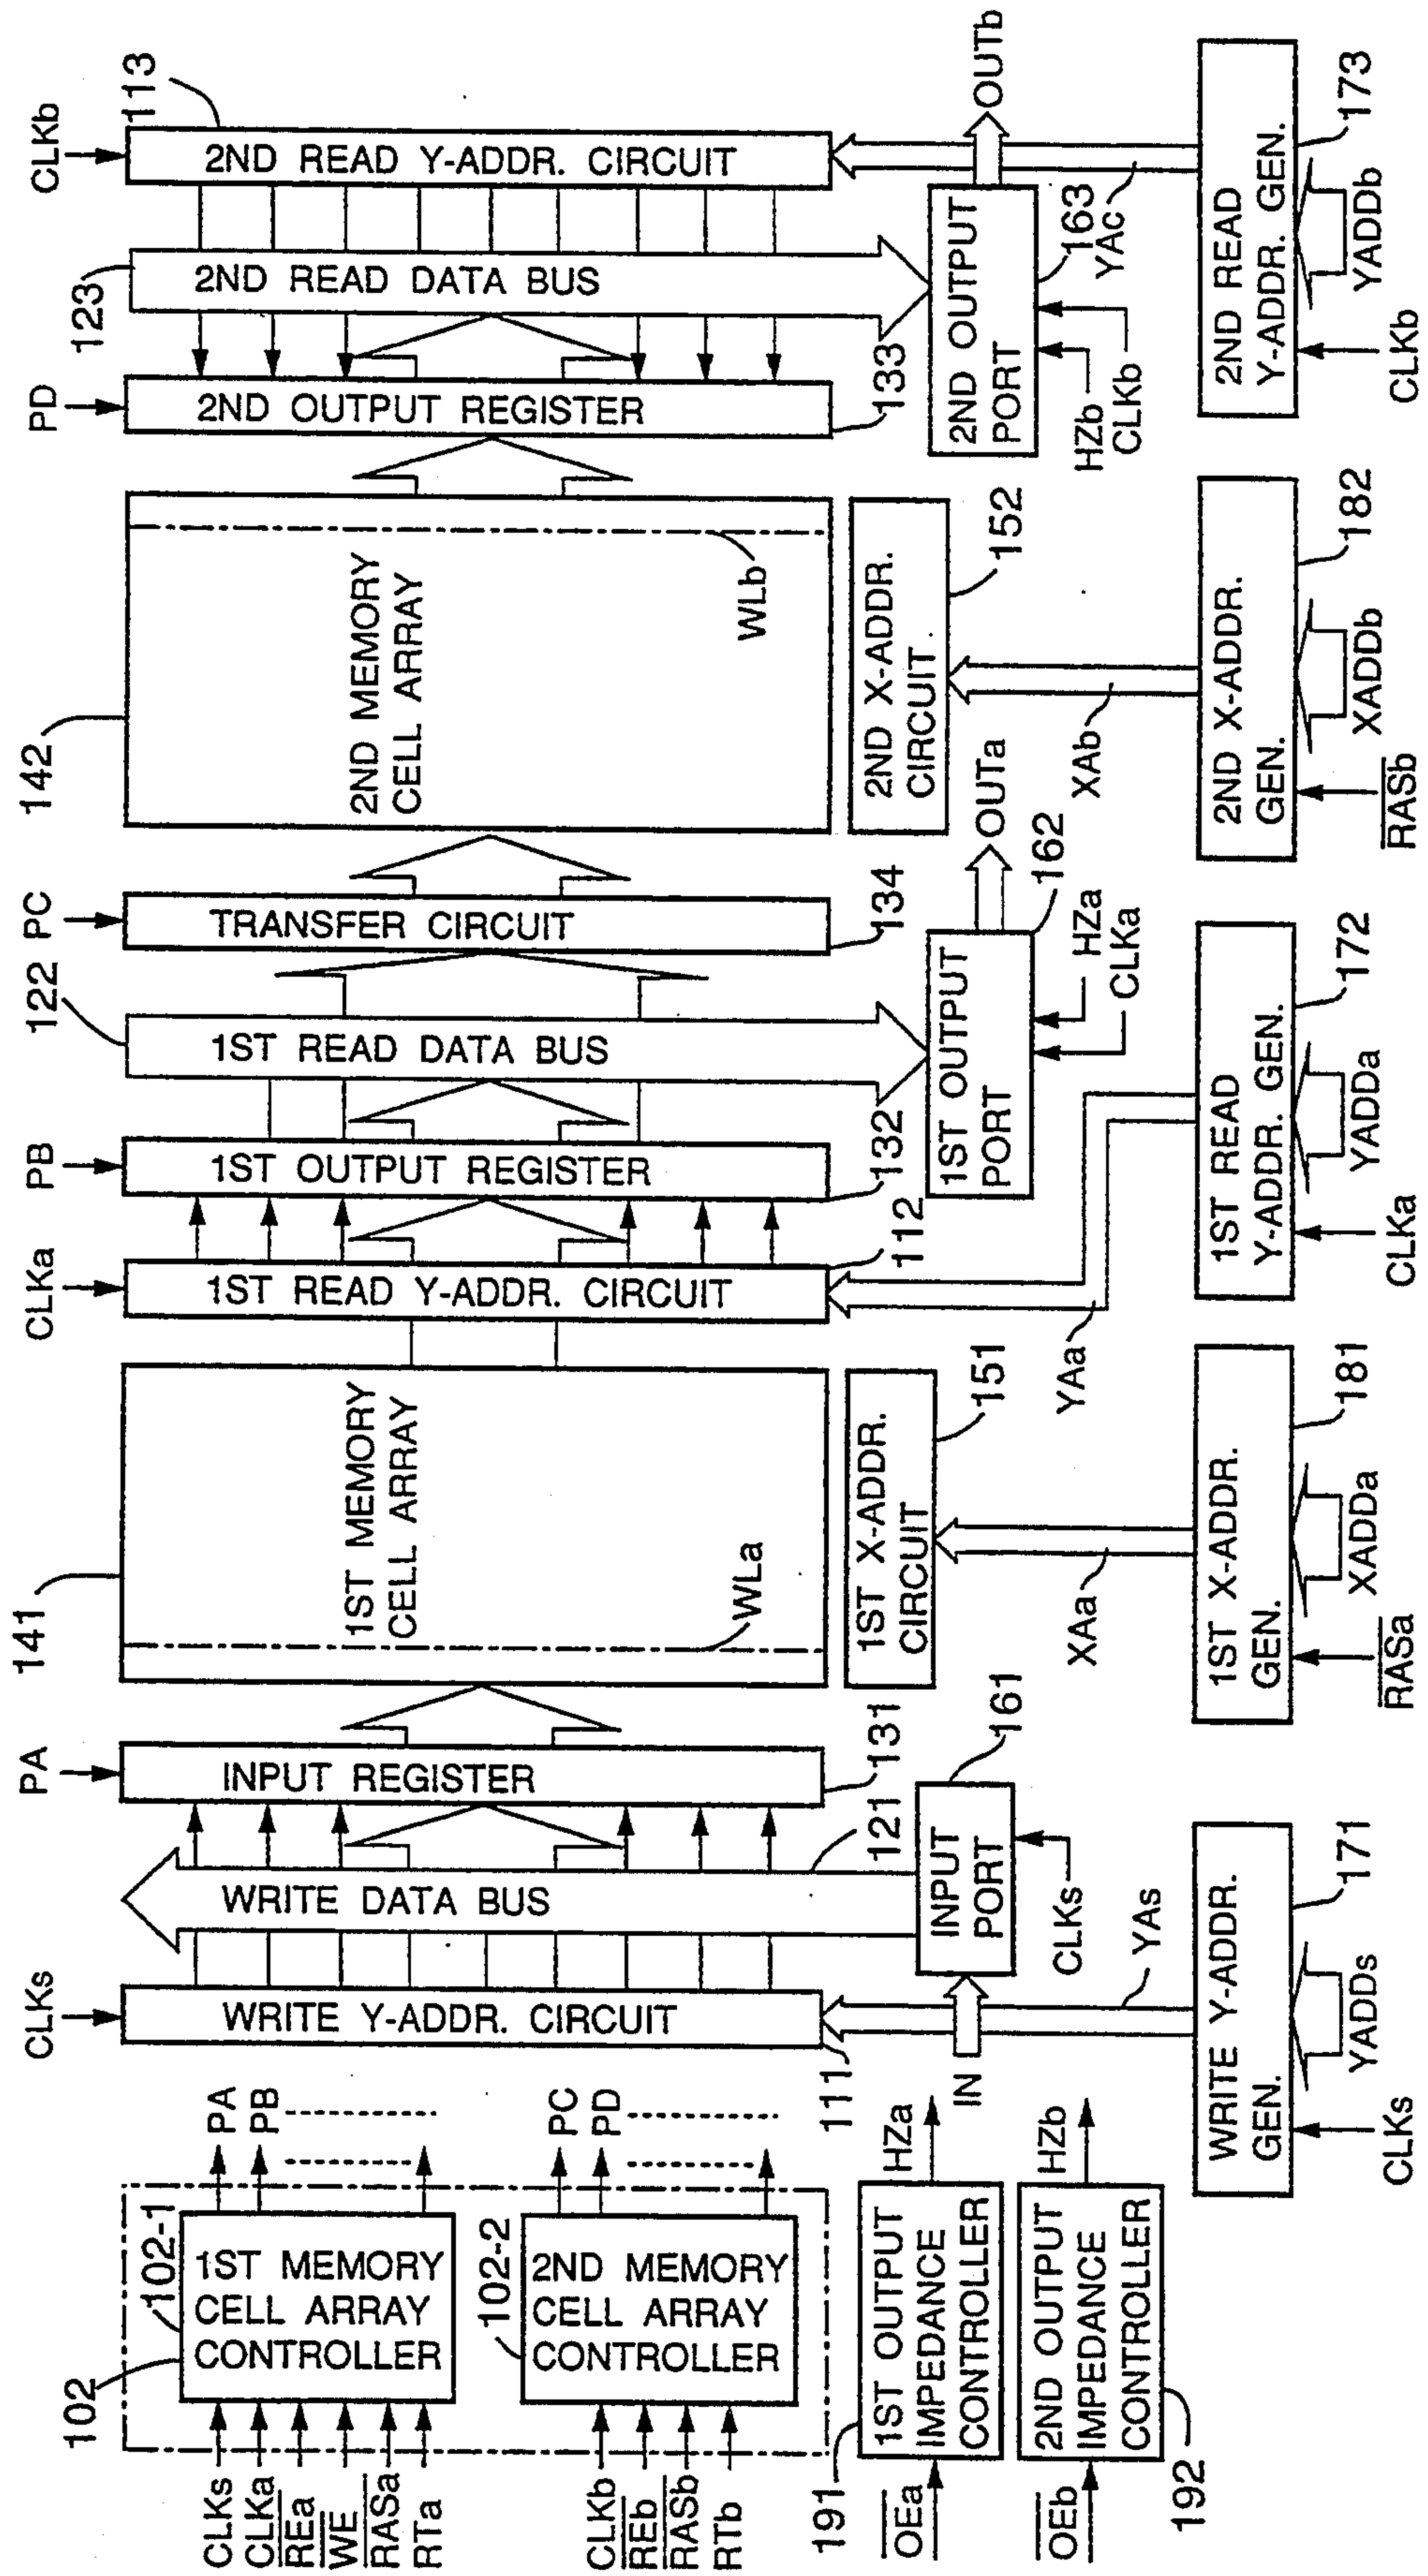 CLKs
CLKa
REa
WE
RASa
RTa
102
102-1
1ST MEMORY
CELL ARRAY
CONTROLLER
PA
PB
CLKb
REb
RASb
RTb
102-2
2ND MEMORY
CELL ARRAY
CONTROLLER
PC
PD
191
OEa
1ST OUTPUT
IMPEDANCE
CONTROLLER
HZa
OEb
192
2ND OUTPUT
IMPEDANCE
CONTROLLER
HZb
CLKs
WRITE Y-ADDR. CIRCUIT
111
WRITE DATA BUS
121
PA
INPUT REGISTER
131
IN
INPUT
PORT
161
CLKs
YAs
CLKs
WRITE Y-ADDR.
GEN.
171
YADDs
141
1ST MEMORY
CELL ARRAY
WLa
1ST X-ADDR.
CIRCUIT
151
XAa
1ST X-ADDR.
GEN.
181
RASa
XADDa
CLKa
1ST READ Y-ADDR. CIRCUIT
112
PB
1ST OUTPUT REGISTER
132
122
1ST READ DATA BUS
PC
TRANSFER CIRCUIT
134
1ST OUTPUT
PORT
162
OUTa
HZa
CLKa
YAa
1ST READ
Y-ADDR. GEN.
172
CLKa
YADDa
142
2ND MEMORY
CELL ARRAY
WLb
2ND X-ADDR.
CIRCUIT
152
XAb
2ND X-ADDR.
GEN.
182
RASb
XADDb
PD
2ND OUTPUT REGISTER
133
123
2ND READ DATA BUS
CLKb
113
2ND READ Y-ADDR. CIRCUIT
2ND OUTPUT
PORT
163
OUTb
HZb
CLKb
YAc
2ND READ
Y-ADDR. GEN.
173
CLKb
YADDb